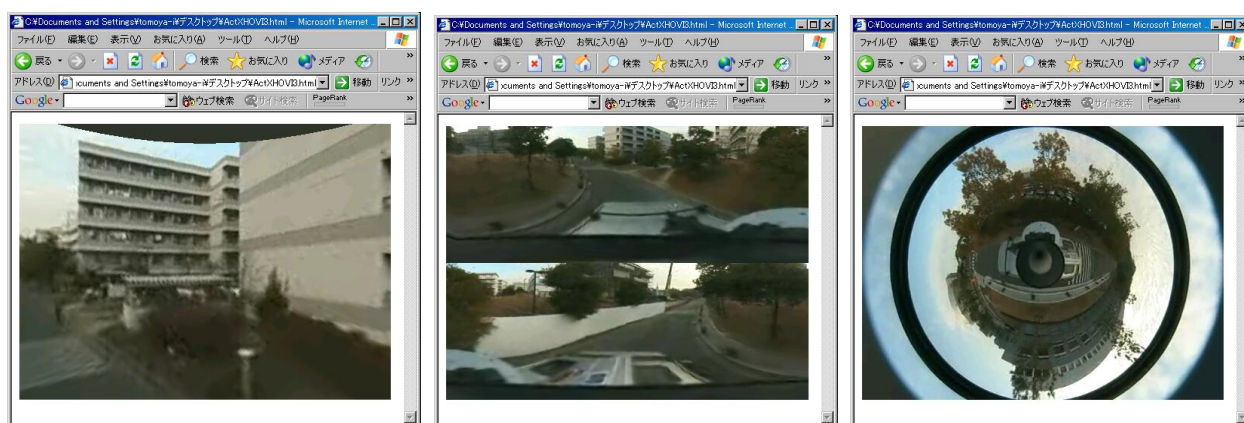 C:¥Documents and Settings¥tomoya-i¥デスクトップ¥ActXHOVI3.html - Microsoft Internet ...
ファイル(F) 編集(E) 表示(V) お気に入り(A) ツール(T) ヘルプ(H)
戻る 検索 お気に入り メディア »
アドレス(D) ocuments and Settings¥tomoya-i¥デスクトップ¥ActXHOVI3.html 移動 リンク »
Google ウェブ検索 サイト検索 PageRank »
C:¥Documents and Settings¥tomoya-i¥デスクトップ¥ActXHOVI3.html - Microsoft Internet ...
ファイル(F) 編集(E) 表示(V) お気に入り(A) ツール(T) ヘルプ(H)
戻る 検索 お気に入り メディア »
アドレス(D) ocuments and Settings¥tomoya-i¥デスクトップ¥ActXHOVI3.html 移動 リンク »
Google ウェブ検索 サイト検索 PageRank »
C:¥Documents and Settings¥tomoya-i¥デスクトップ¥ActXHOVI3.html - Microsoft Internet ...
ファイル(F) 編集(E) 表示(V) お気に入り(A) ツール(T) ヘルプ(H)
戻る 検索 お気に入り メディア »
アドレス(D) ocuments and Settings¥tomoya-i¥デスクトップ¥ActXHOVI3.html 移動 リンク »
Google ウェブ検索 サイト検索 PageRank »